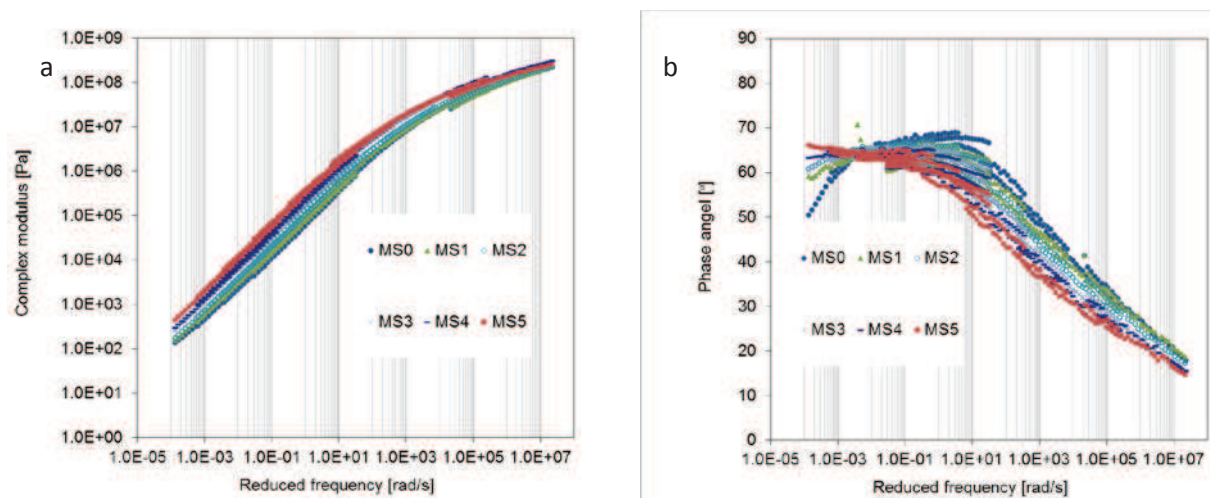 a
1.0E+09
1.0E+08
1.0E+07
1.0E+06
1.0E+05
1.0E+04
1.0E+03
1.0E+02
1.0E+01
1.0E+00
Complex modulus [Pa]
MS0 MS1 MS2
MS3 MS4 MS5
1.0E-05 1.0E-03 1.0E-01 1.0E+01 1.0E+03 1.0E+05 1.0E+07
Reduced frequency [rad/s]
b
90
80
70
60
50
40
30
20
10
0
Phase angel [°]
MS0 MS1 MS2
MS3 MS4 MS5
1.0E-05 1.0E-03 1.0E-01 1.0E+01 1.0E+03 1.0E+05 1.0E+07
Reduced frequency [rad/s]